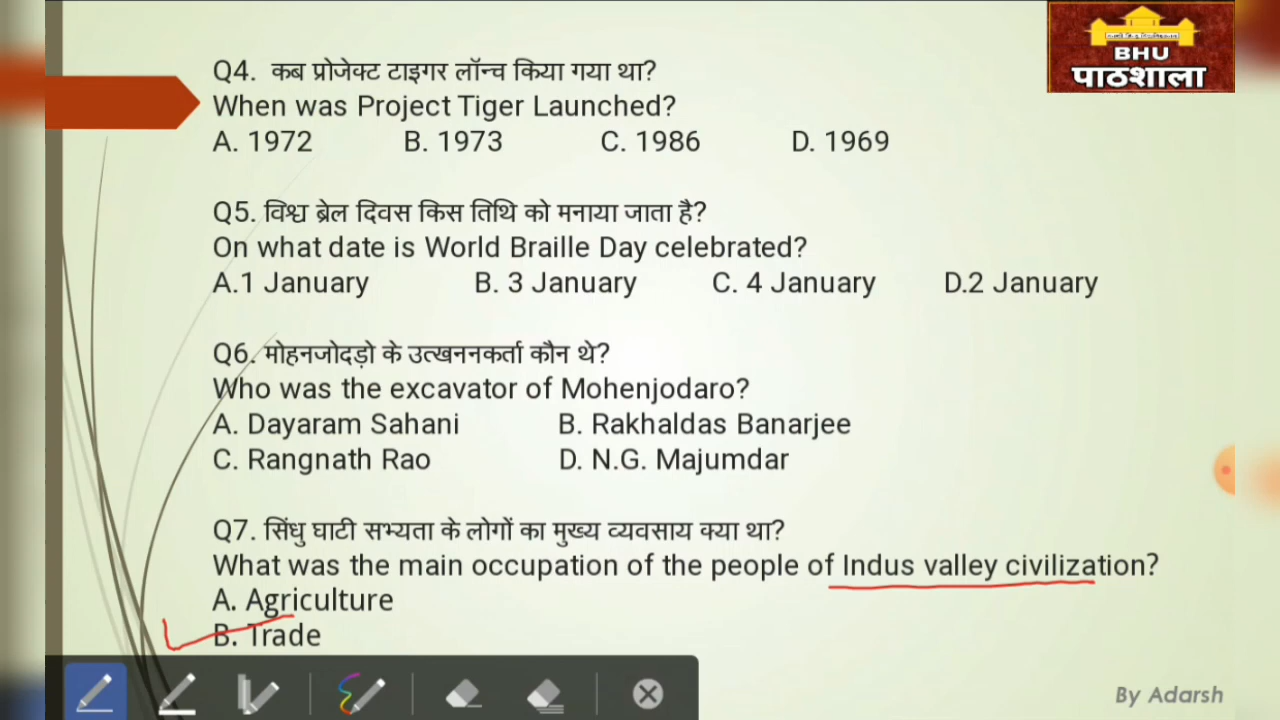 BHU
पाठशाला
Q4. कब प्रोजेक्ट टाइगर लॉन्च किया गया था?
When was Project Tiger Launched?
A. 1972 B. 1973 C. 1986 D. 1969
Q5. विश्व ब्रेल दिवस किस तिथि को मनाया जाता है?
On what date is World Braille Day celebrated?
A.1 January B. 3 January C. 4 January D.2 January
Q6. मोहनजोदड़ो के उत्खननकर्ता कौन थे?
Who was the excavator of Mohenjodaro?
A. Dayaram Sahani B. Rakhaldas Banarjee
C. Rangnath Rao D. N.G. Majumdar
Q7. सिंधु घाटी सभ्यता के लोगों का मुख्य व्यवसाय क्या था?
What was the main occupation of the people of Indus valley civilization?
A. Agriculture
B. Trade
By Adarsh